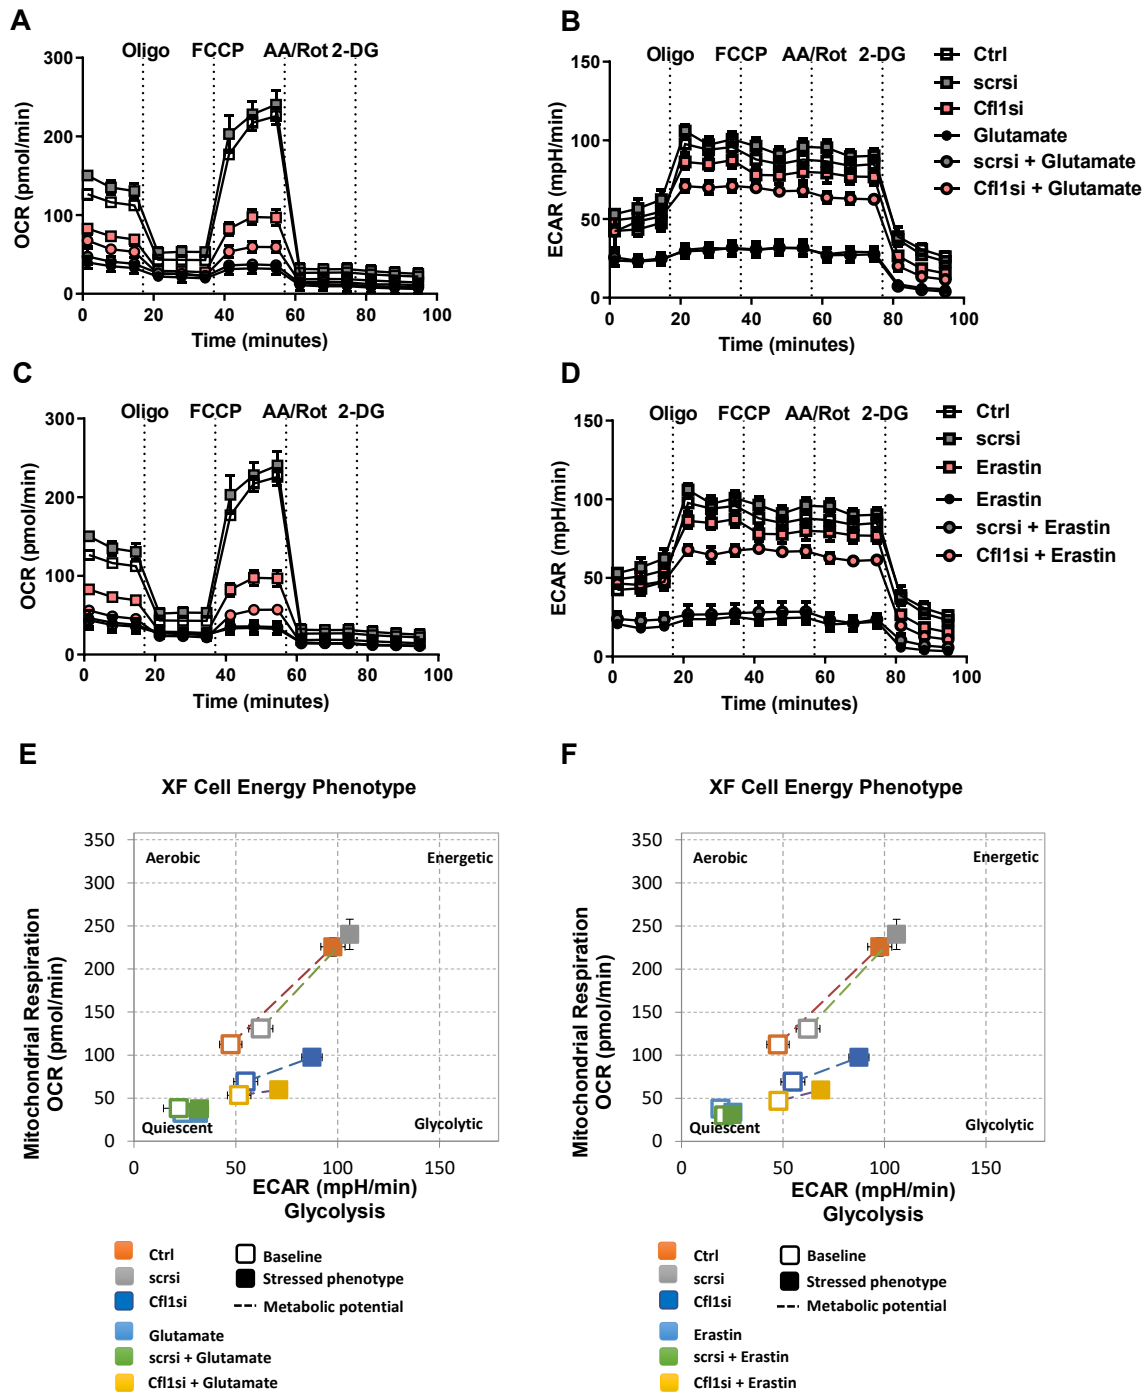 A
Oligo FCCP AA/Rot 2-DG
300
200
100
0
OCR (pmol/min)
0 20 40 60 80 100
Time (minutes)
B
Oligo FCCP AA/Rot 2-DG
150
100
50
0
ECAR (mpH/min)
0 20 40 60 80 100
Time (minutes)
Ctrl
scrsi
Cfl1si
Glutamate
scrsi + Glutamate
Cfl1si + Glutamate
C
Oligo FCCP AA/Rot 2-DG
300
200
100
0
OCR (pmol/min)
0 20 40 60 80 100
Time (minutes)
D
Oligo FCCP AA/Rot 2-DG
150
100
50
0
ECAR (mpH/min)
0 20 40 60 80 100
Time (minutes)
Ctrl
scrsi
Erastin
Erastin
scrsi + Erastin
Cfl1si + Erastin
E
XF Cell Energy Phenotype
350
300
250
200
150
100
50
0
Mitochondrial Respiration
OCR (pmol/min)
Aerobic Energetic
Quiescent Glycolytic
0 50 100 150
ECAR (mpH/min)
Glycolysis
Ctrl
scrsi
Cfl1si
Glutamate
scrsi + Glutamate
Cfl1si + Glutamate
Baseline
Stressed phenotype
Metabolic potential
F
XF Cell Energy Phenotype
350
300
250
200
150
100
50
0
Mitochondrial Respiration
OCR (pmol/min)
Aerobic Energetic
Quiescent Glycolytic
0 50 100 150
ECAR (mpH/min)
Glycolysis
Ctrl
scrsi
Cfl1si
Erastin
scrsi + Erastin
Cfl1si + Erastin
Baseline
Stressed phenotype
Metabolic potential